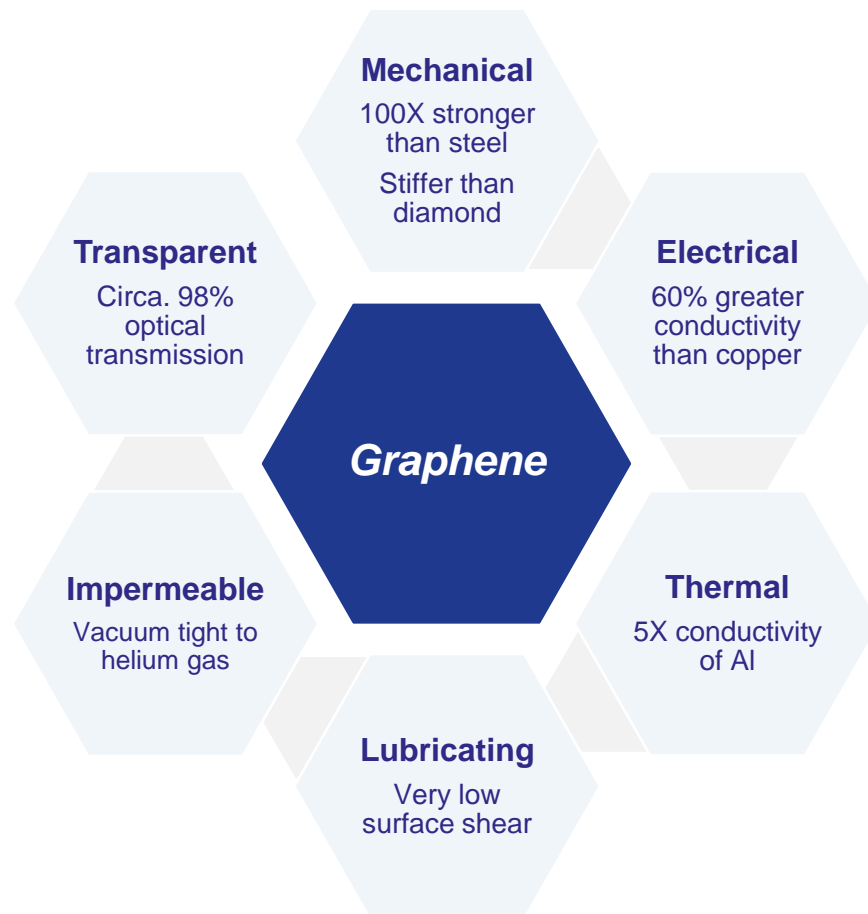 Mechanical
100X stronger
than steel
Stiffer than
diamond
Transparent
Circa. 98%
optical
transmission
Electrical
60% greater
conductivity
than copper
Graphene
Impermeable
Vacuum tight to
helium gas
Thermal
5X conductivity
of Al
Lubricating
Very low
surface shear